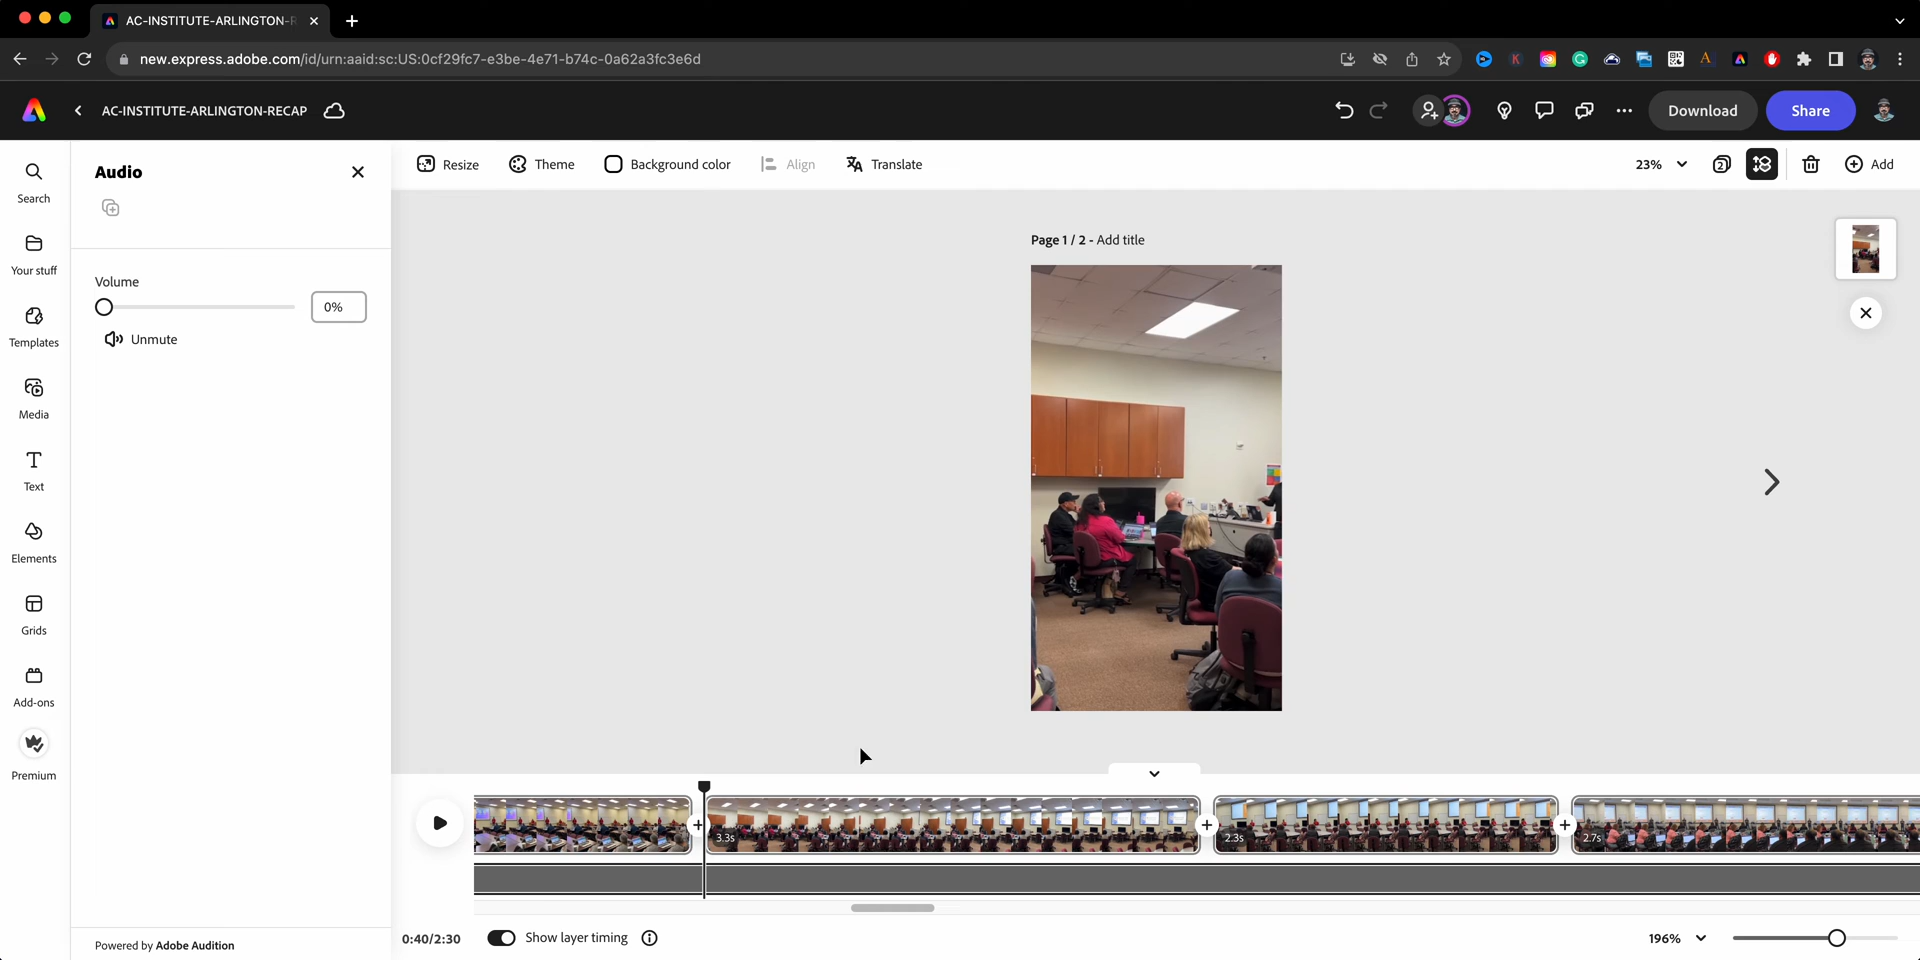 AC-INSTITUTE-ARLINGTON-R
new.express.adobe.com/id/urn:aaid:sc:US:0cf29fc7-e3be-4e71-b74c-0a62a3fc3e6d
AC-INSTITUTE-ARLINGTON-RECAP
Download
Share
Search
Your stuff
Templates
Media
Text
Elements
Grids
Add-ons
Premium
Audio
Volume
0%
Unmute
Powered by Adobe Audition
Resize
Theme
Background color
Align
Translate
23%
2
Add
Page 1 / 2 - Add title
3.3s
2.3s
2.7s
0:40/2:30
Show layer timing
196%